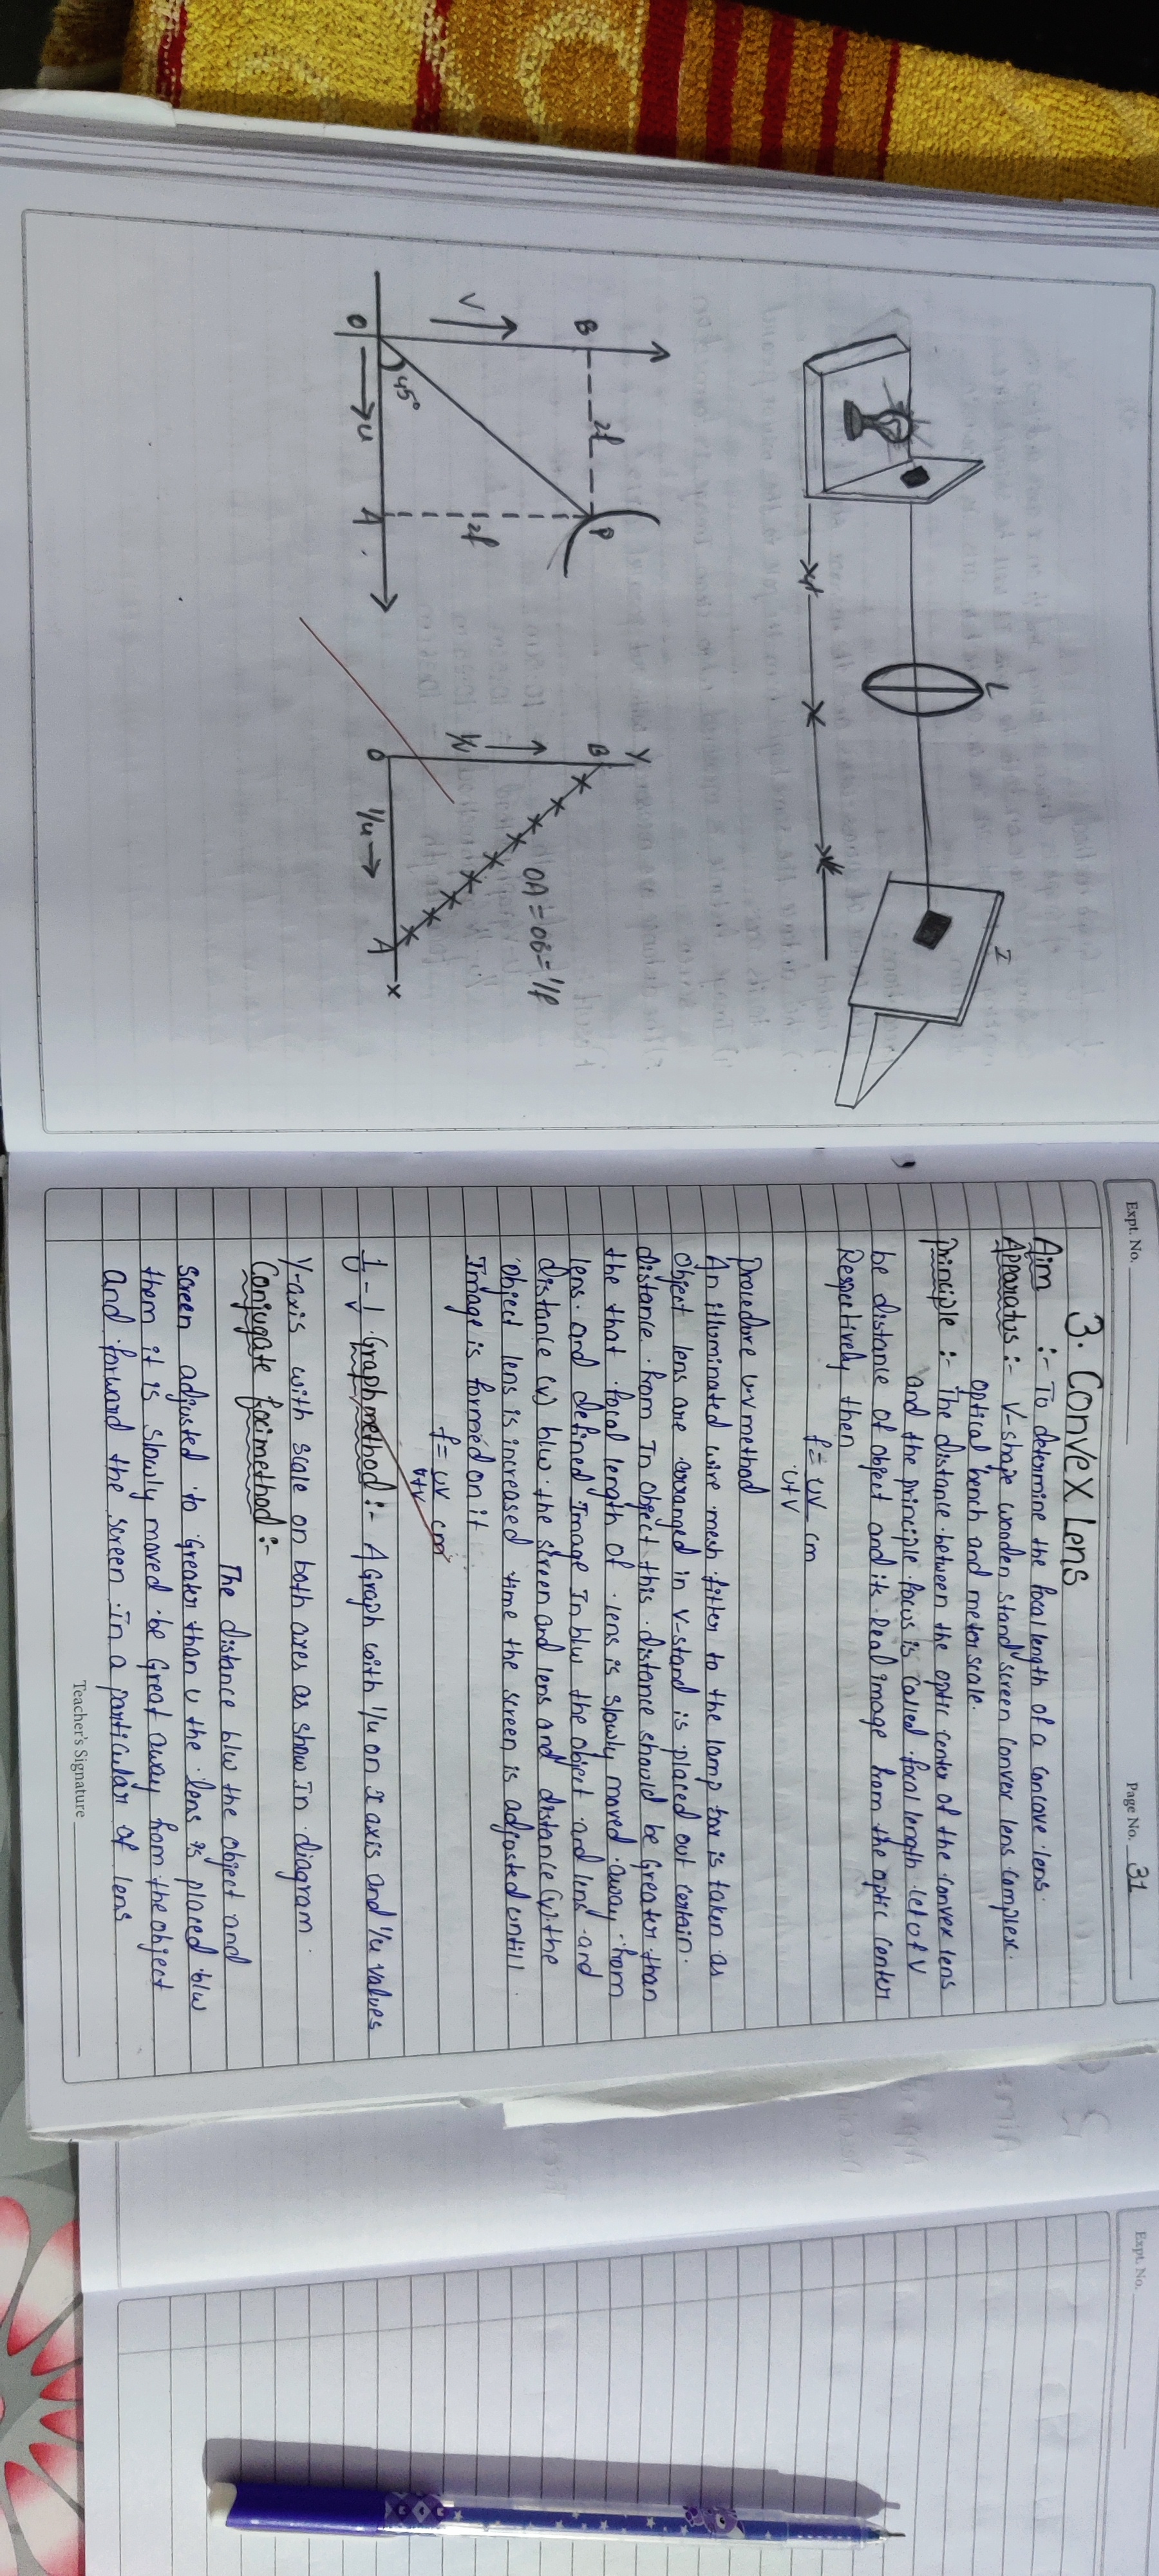 V
B
2f
P
45°
2f
O
u
A
L
I
Y
B
1/v
OA = OB = 1/f
O
1/u
A
x
Expt. No.
Page No. 31
3. Convex Lens
Aim :- To determine the focal length of a concave lens.
Apparatus :- V-shape wooden stand screen convex lens complex.
optical bench and meter scale.
principle :- The distance between the optic center of the convex lens
and the principle focus is called focal length let u & v
be distance of object and its Real image from the optic center
Respectively then
f = uv cm
u+v
procedure u-v method
An illuminated wire mesh fitter to the lamp box is taken as
object lens are arranged in v-stand is placed out certain
distance from In object this distance should be Greater than
the that focal length of lens is slowly moved away from
lens and defined Image In b/w the object and lens and
distance (v) b/w the screen and lens and distance (u) the
object lens is increased time the screen is adjusted untill
Image is formed on it
f = uv cm
u+v
1/u - 1/v Graph method :- A Graph with 1/u on x axis and 1/u values
Y-axis with scale on both axes as show In diagram
Conjugate foci method :-
The distance b/w the object and
screen adjusted to Greater than u the lens is placed b/w
them it is slowly moved be Great away from the object
and forward the screen In a particular of lens
Teacher's Signature
Expt. No.